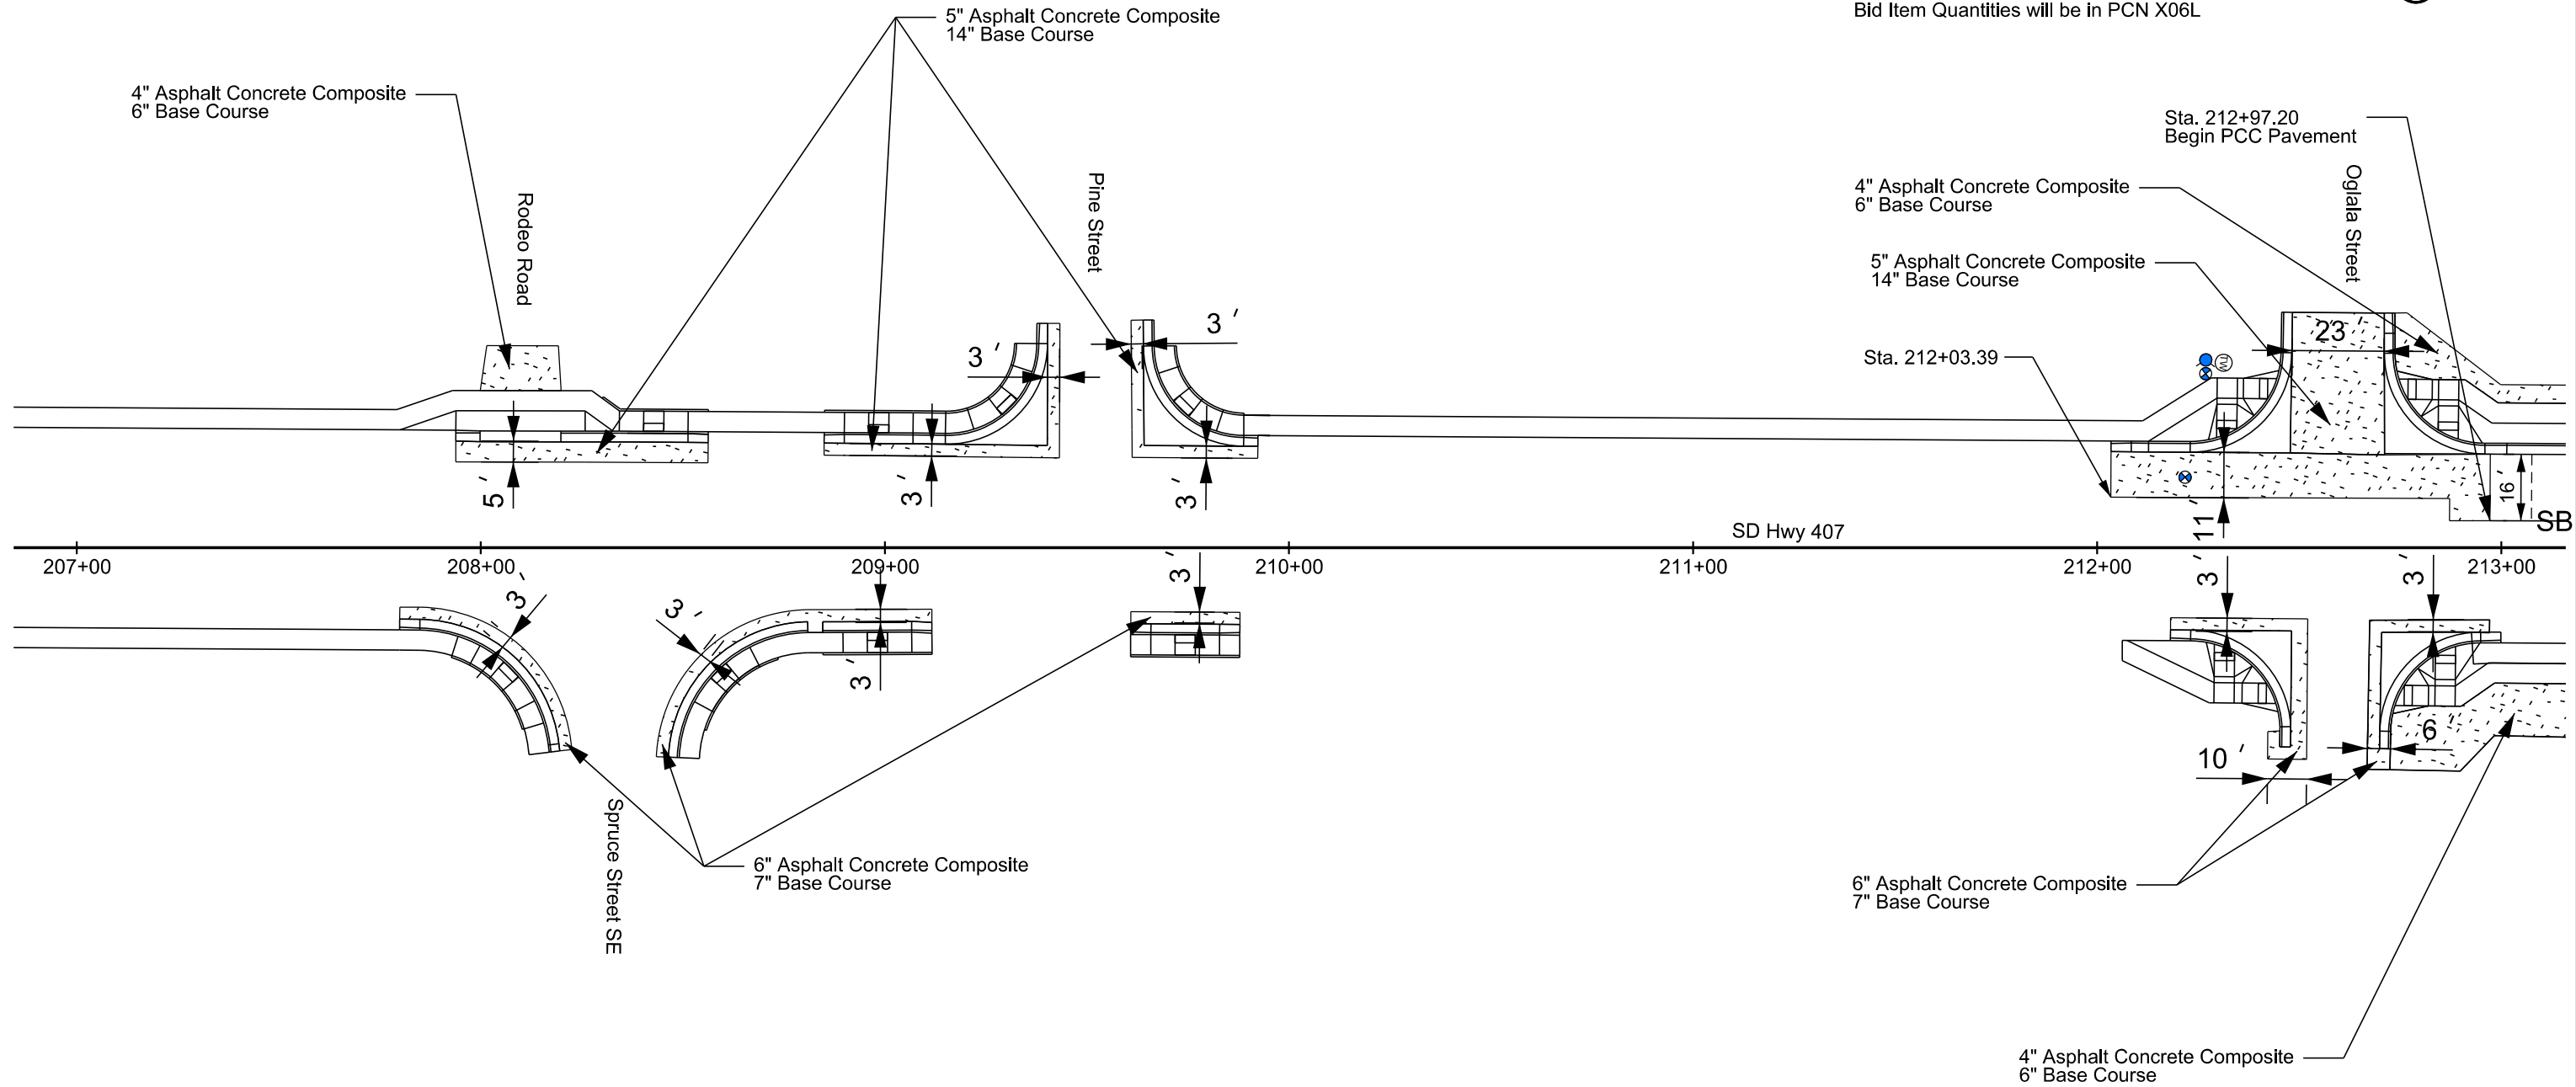 Bid Item Quantities will be in PCN X06L
5" Asphalt Concrete Composite
14" Base Course
4" Asphalt Concrete Composite
6" Base Course
Sta. 212+97.20
Begin PCC Pavement
4" Asphalt Concrete Composite
6" Base Course
5" Asphalt Concrete Composite
14" Base Course
Sta. 212+03.39
Rodeo Road
Pine Street
Oglala Street
3 '
3 '
23
TW
5 '
3 '
3 '
11 '
16
SD Hwy 407
SB
207+00
208+00
209+00
210+00
211+00
212+00
213+00
3 '
3 '
3 '
3 '
3 '
3 '
10 '
6
Spruce Street SE
6" Asphalt Concrete Composite
7" Base Course
6" Asphalt Concrete Composite
7" Base Course
4" Asphalt Concrete Composite
6" Base Course